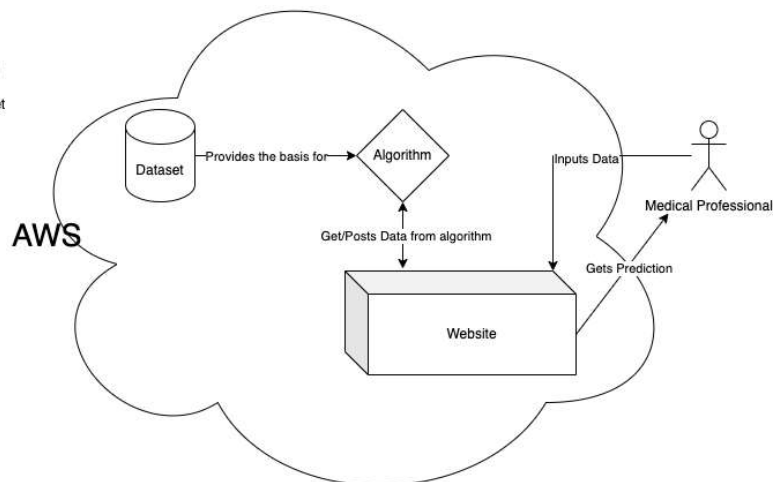 Dataset
Provides the basis for
Algorithm
Inputs Data
Medical Professional
AWS
Get/Posts Data from algorithm
Gets Prediction
Website